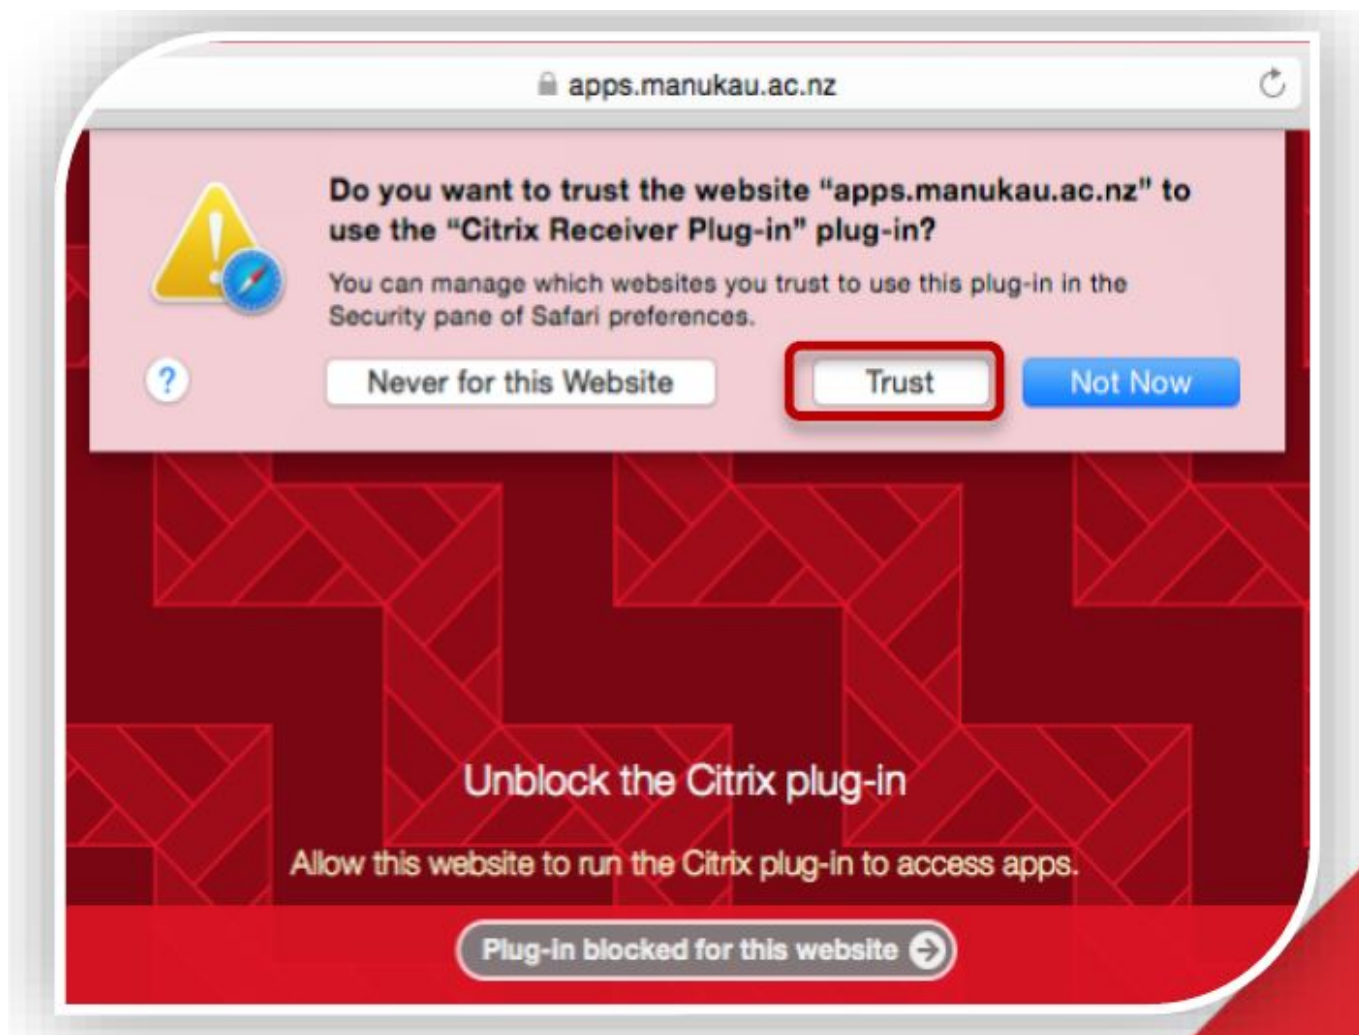 apps.manukau.ac.nz
Do you want to trust the website “apps.manukau.ac.nz” to
use the “Citrix Receiver Plug-in” plug-in?
You can manage which websites you trust to use this plug-in in the
Security pane of Safari preferences.
?
Never for this Website
Trust
Not Now
Unblock the Citrix plug-in
Allow this website to run the Citrix plug-in to access apps.
Plug-in blocked for this website